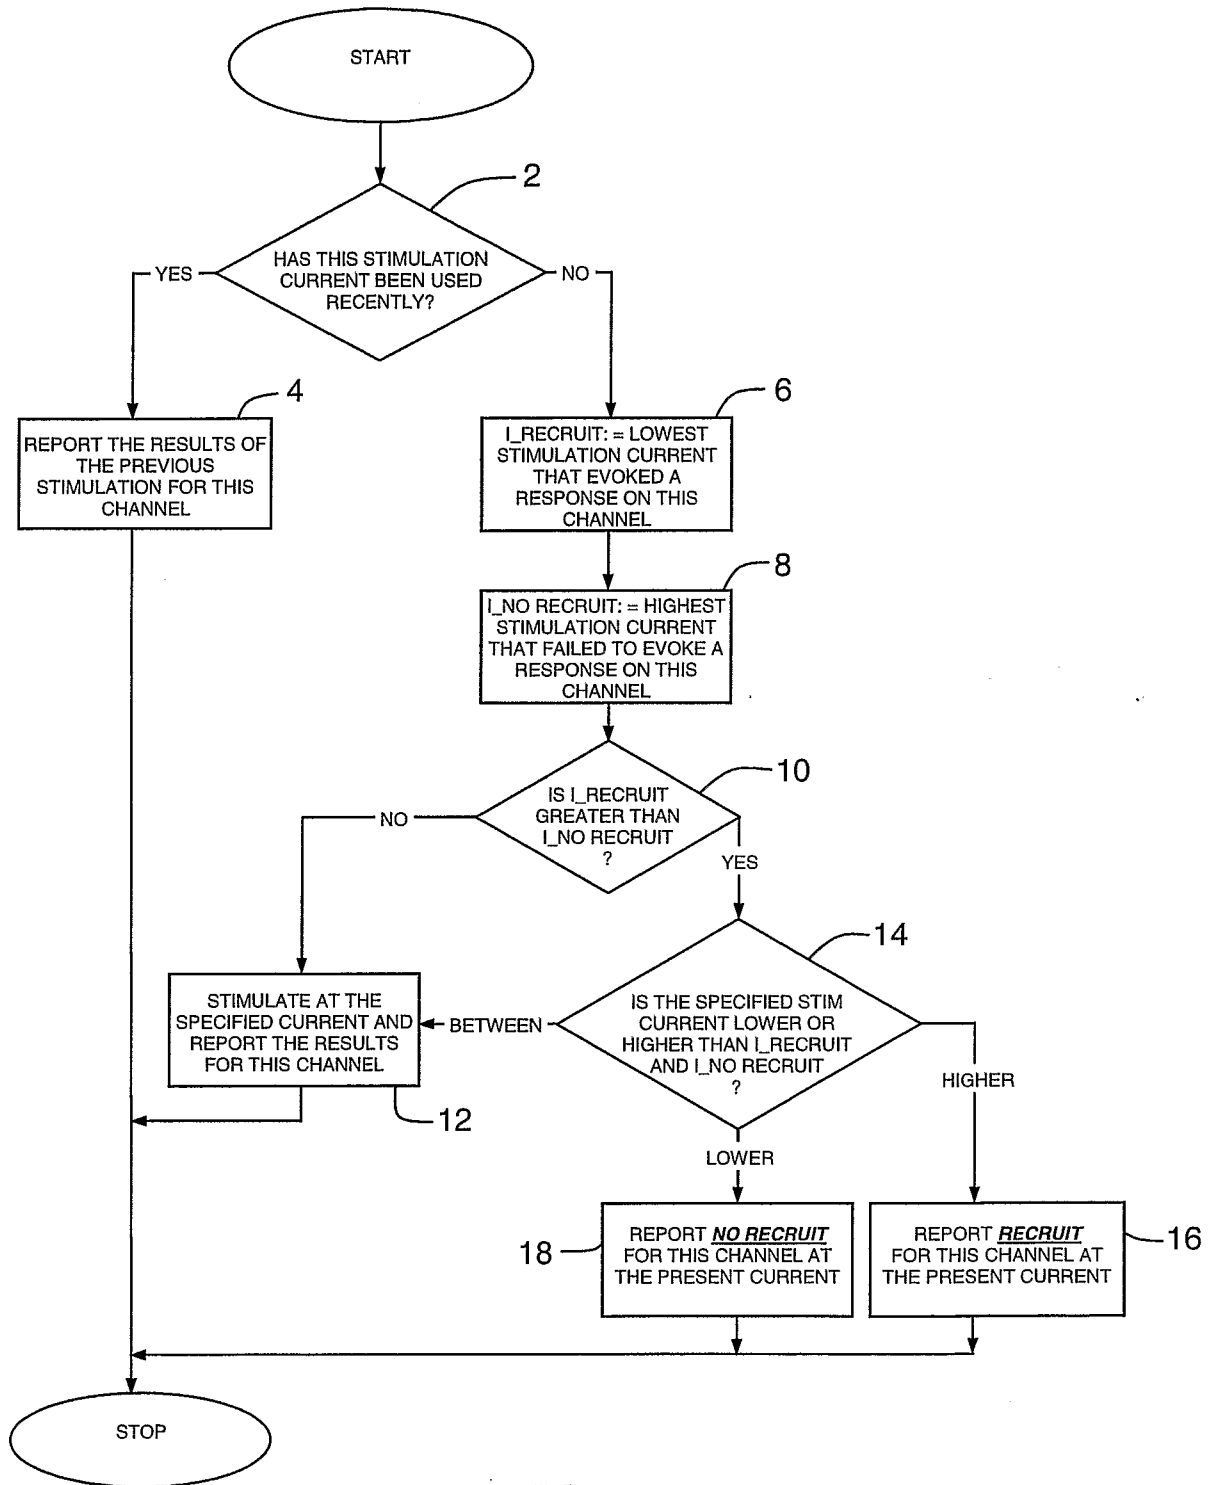 START
2
HAS THIS STIMULATION
CURRENT BEEN USED
RECENTLY?
YES
NO
4
REPORT THE RESULTS OF
THE PREVIOUS
STIMULATION FOR THIS
CHANNEL
6
I_RECRUIT: = LOWEST
STIMULATION CURRENT
THAT EVOKED A
RESPONSE ON THIS
CHANNEL
8
I_NO RECRUIT: = HIGHEST
STIMULATION CURRENT
THAT FAILED TO EVOKE A
RESPONSE ON THIS
CHANNEL
10
IS I_RECRUIT
GREATER THAN
I_NO RECRUIT
?
NO
YES
14
IS THE SPECIFIED STIM
CURRENT LOWER OR
HIGHER THAN I_RECRUIT
AND I_NO RECRUIT
?
BETWEEN
STIMULATE AT THE
SPECIFIED CURRENT AND
REPORT THE RESULTS
FOR THIS CHANNEL
12
HIGHER
LOWER
18
REPORT NO RECRUIT
FOR THIS CHANNEL AT
THE PRESENT CURRENT
REPORT RECRUIT
FOR THIS CHANNEL AT
THE PRESENT CURRENT
16
STOP